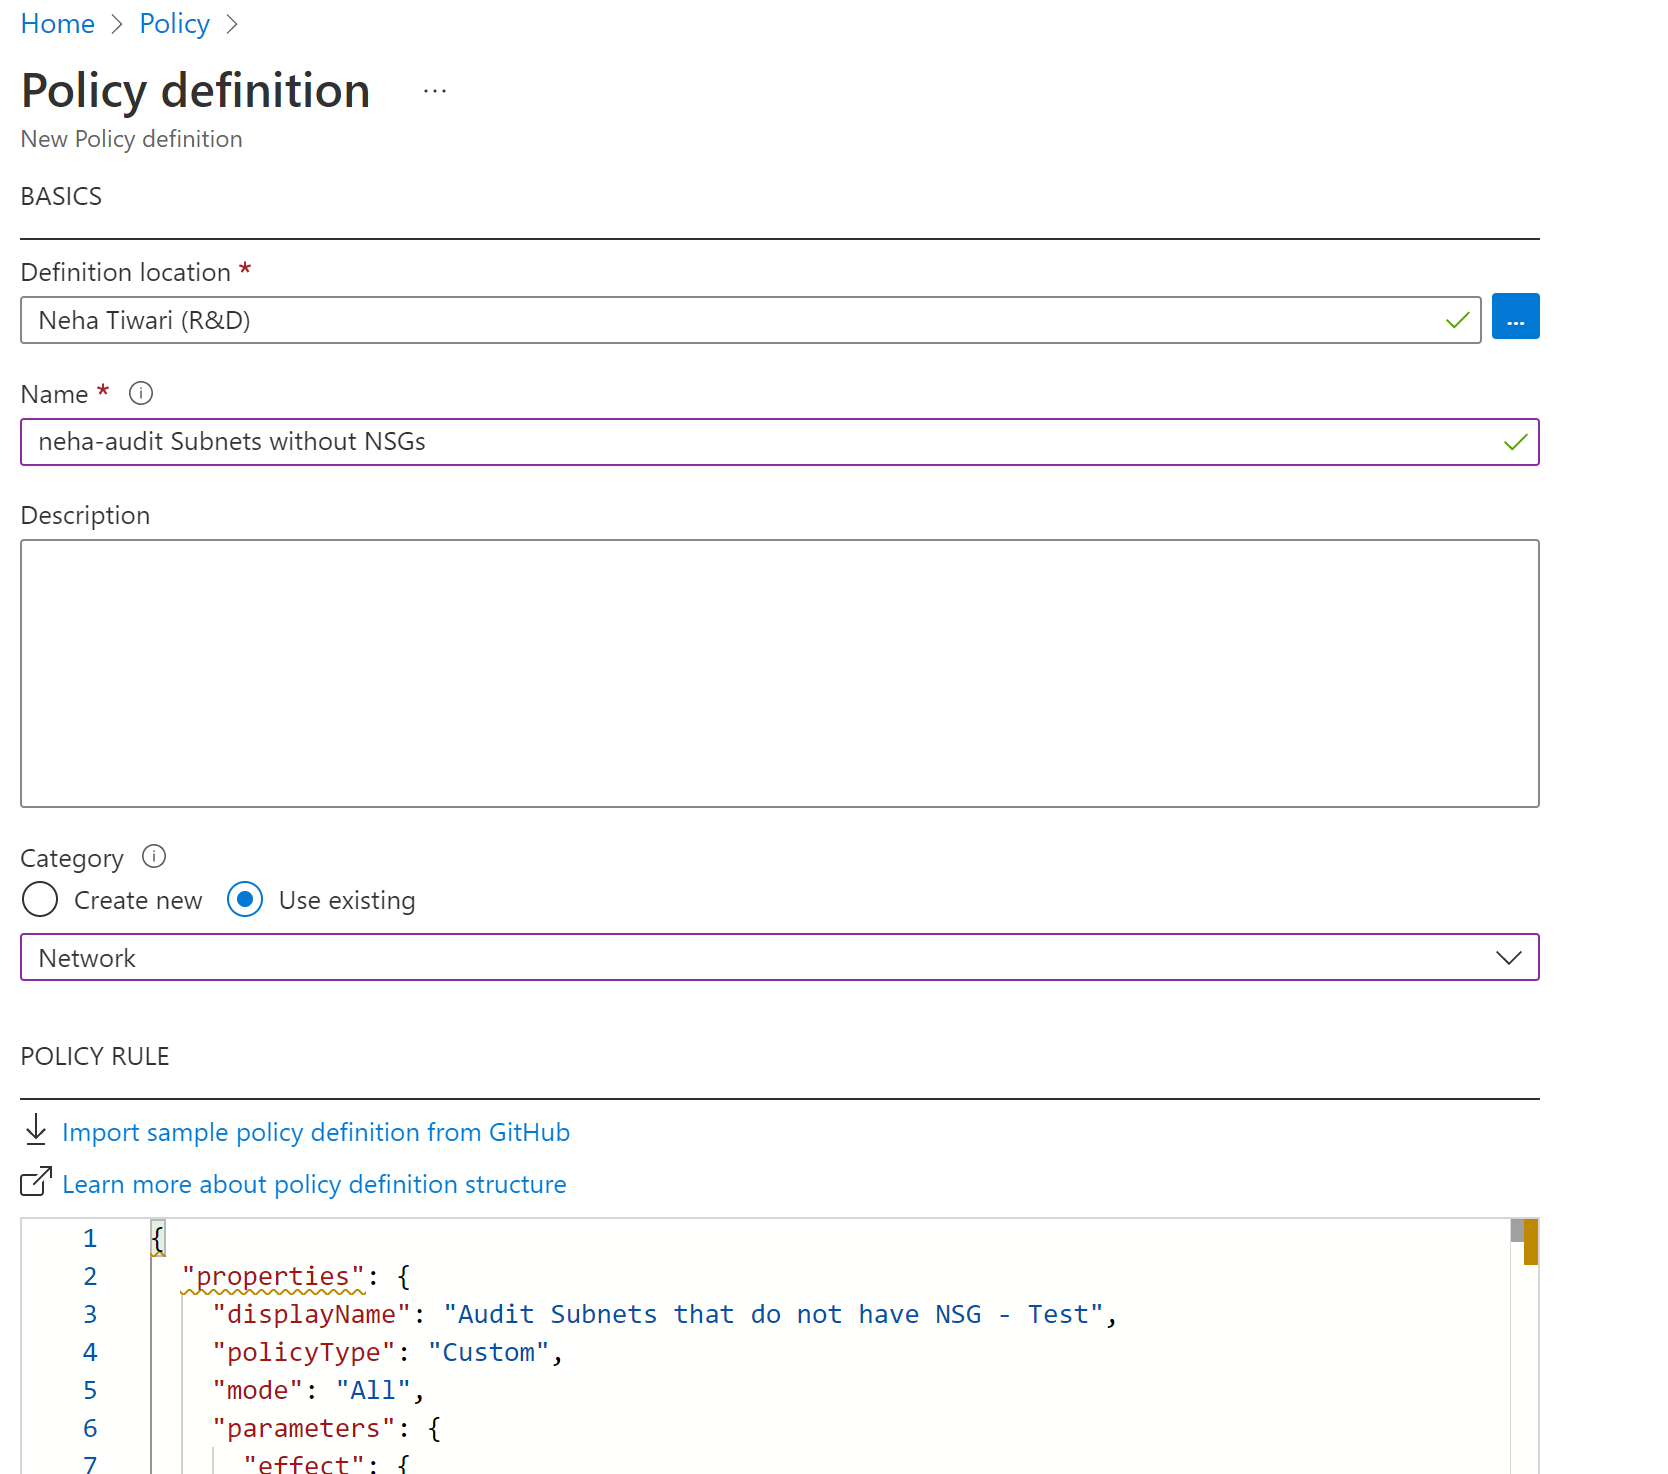 Home > Policy >
Policy definition ...
New Policy definition
BASICS
Definition location *
Neha Tiwari (R&D)
...
Name *
neha-audit Subnets without NSGs
Description
Category
Create new Use existing
Network
POLICY RULE
Import sample policy definition from GitHub
Learn more about policy definition structure
1 {
2 "properties": {
3 "displayName": "Audit Subnets that do not have NSG - Test",
4 "policyType": "Custom",
5 "mode": "All",
6 "parameters": {
7 "effect": {